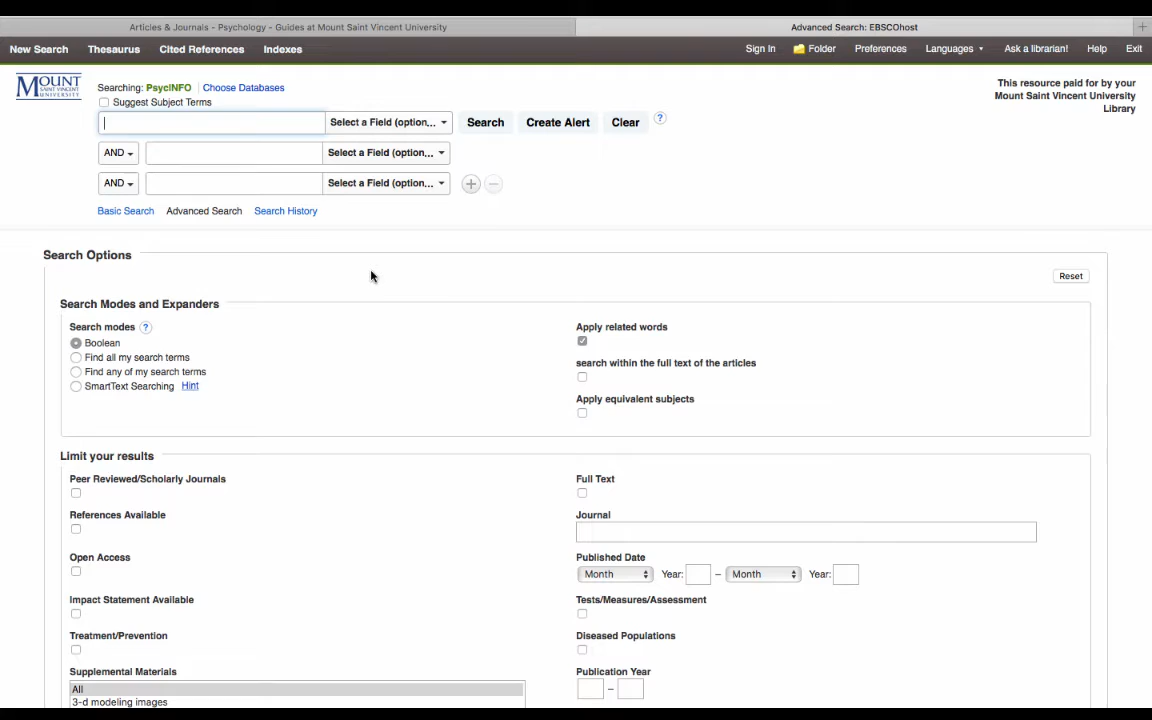 Articles & Journals - Psychology - Guides at Mount Saint Vincent University
Advanced Search: EBSCOhost
New Search Thesaurus Cited References Indexes
Sign In Folder Preferences Languages Ask a librarian! Help Exit
MOUNT
SAINT VINCENT
UNIVERSITY
Searching: PsycINFO Choose Databases
This resource paid for by your
Mount Saint Vincent University
Library
Suggest Subject Terms
Select a Field (option... Search Create Alert Clear ?
AND Select a Field (option...
AND Select a Field (option... + −
Basic Search Advanced Search Search History
Search Options
Reset
Search Modes and Expanders
Search modes ?
Boolean
Find all my search terms
Find any of my search terms
SmartText Searching Hint
Apply related words
search within the full text of the articles
Apply equivalent subjects
Limit your results
Peer Reviewed/Scholarly Journals
References Available
Open Access
Impact Statement Available
Treatment/Prevention
Supplemental Materials
All
3-d modeling images
Full Text
Journal
Published Date
Month Year: – Month Year:
Tests/Measures/Assessment
Diseased Populations
Publication Year
–